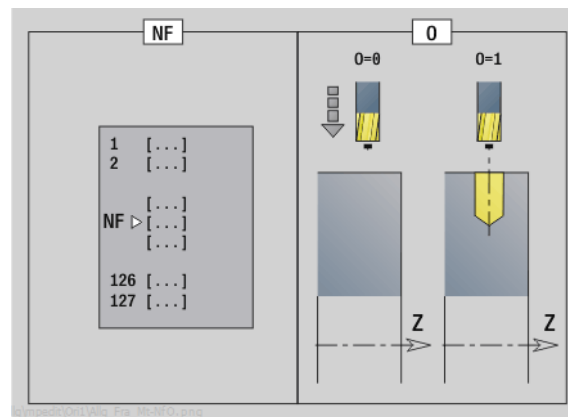 NF
O
O=0
O=1
1 [...]
2 [...]
[...]
NF [...]
[...]
126 [...]
127 [...]
Z
Z